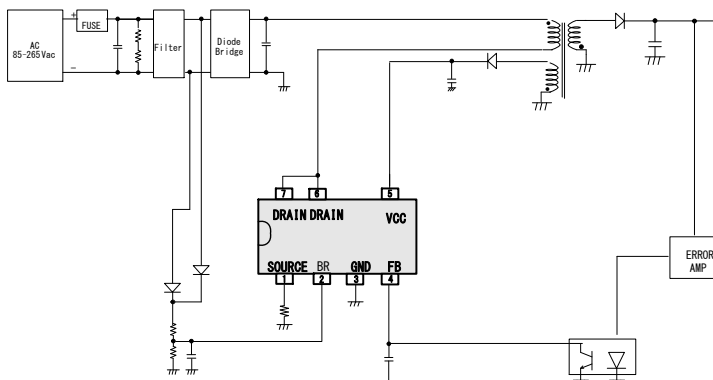 AC
85-265Vac
+
−
FUSE
Filter
Diode
Bridge
7
6
5
DRAIN DRAIN
VCC
SOURCE BR GND FB
1
2
3
4
ERROR
AMP